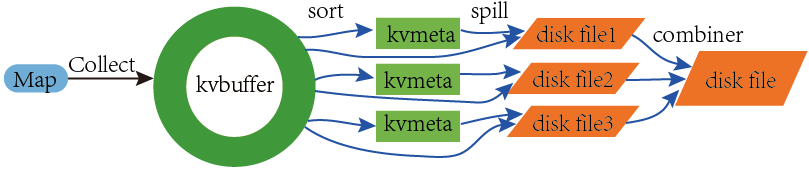 sort
spill
kvmeta
disk file1
combiner
Map
Collect
kvbuffer
kvmeta
disk file2
disk file
kvmeta
disk file3